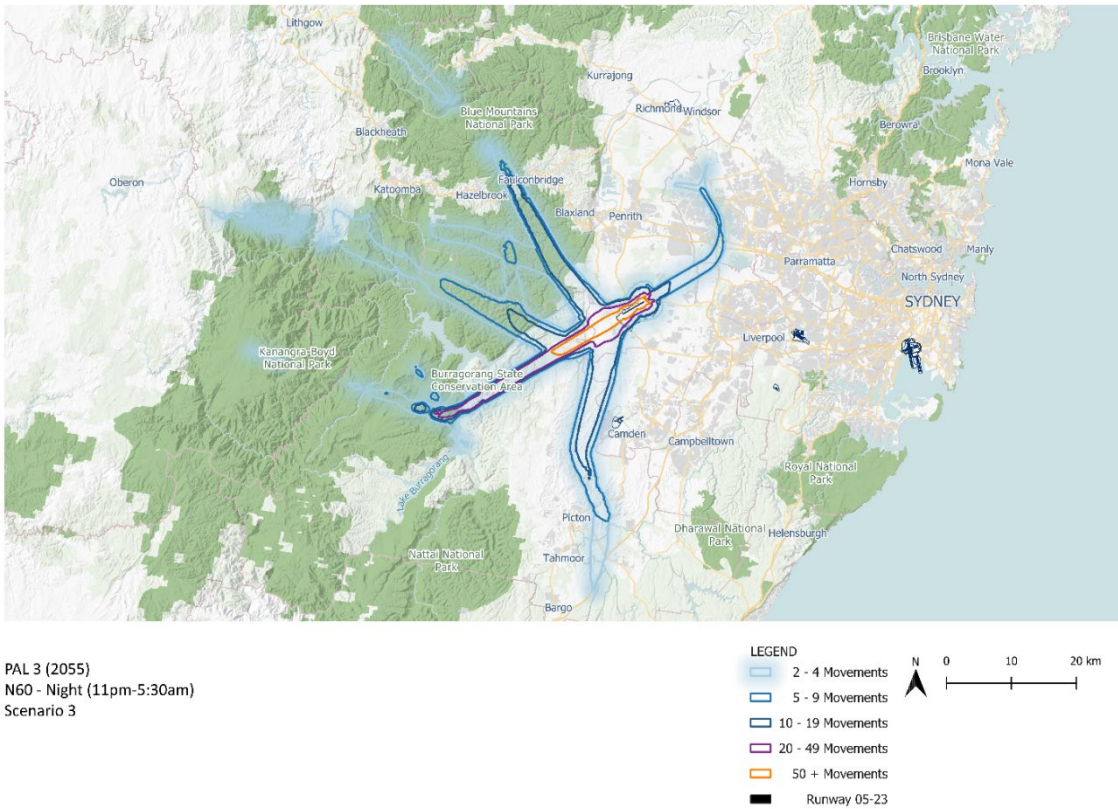 Lithgow
Brisbane Water
National Park
Brooklyn
Kurrajong
Richmond
Windsor
Blue Mountains
National Park
Blackheath
Berowra
Mona Vale
Oberon
Katoomba
Faulconbridge
Hazelbrook
Hornsby
Blaxland
Penrith
Chatswood
Manly
Parramatta
North Sydney
SYDNEY
Liverpool
Kanangra-Boyd
National Park
Burragorang State
Conservation Area
Camden
Campbelltown
Lake Burragorang
Royal National
Park
Picton
Dharawal National
Park
Helensburgh
Nattai National
Park
Tahmoor
Bargo
PAL 3 (2055)
N60 - Night (11pm-5:30am)
Scenario 3
LEGEND
2 - 4 Movements
5 - 9 Movements
10 - 19 Movements
20 - 49 Movements
50 + Movements
Runway 05-23
N
0 10 20 km